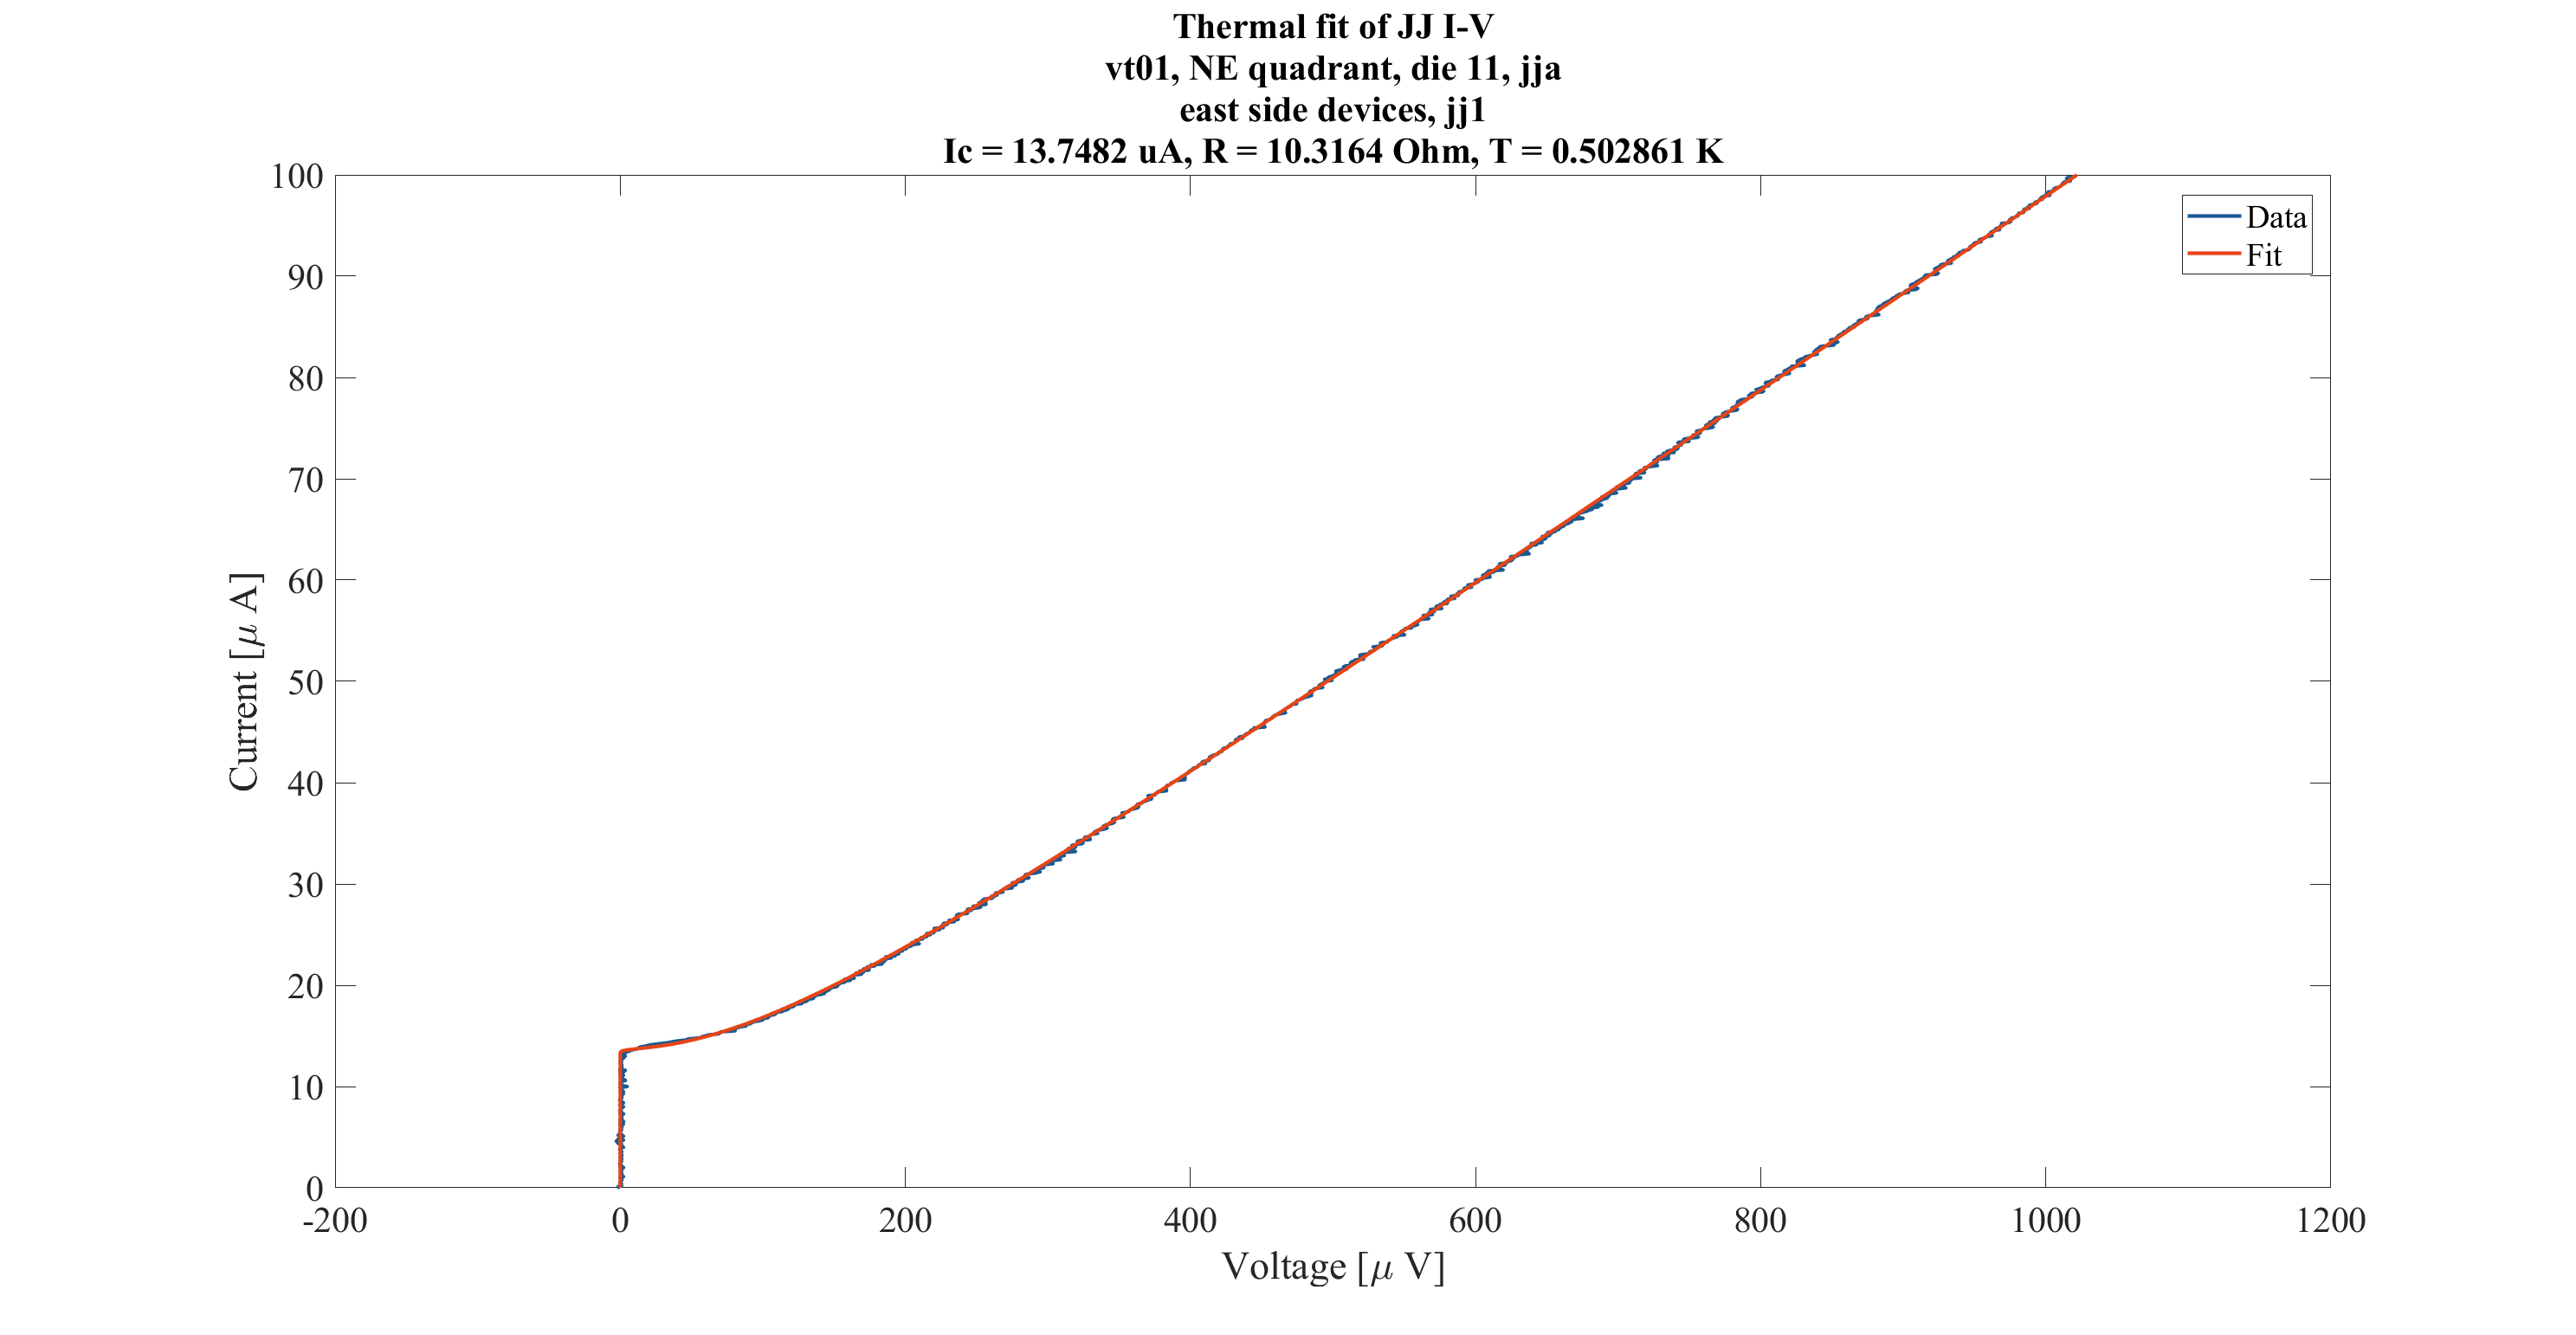 Thermal fit of JJ I-V
vt01, NE quadrant, die 11, jja
east side devices, jj1
Ic = 13.7482 uA, R = 10.3164 Ohm, T = 0.502861 K
100
90
80
70
60
50
40
30
20
10
0
Current [μ A]
Data
Fit
-200
0
200
400
600
800
1000
1200
Voltage [μ V]